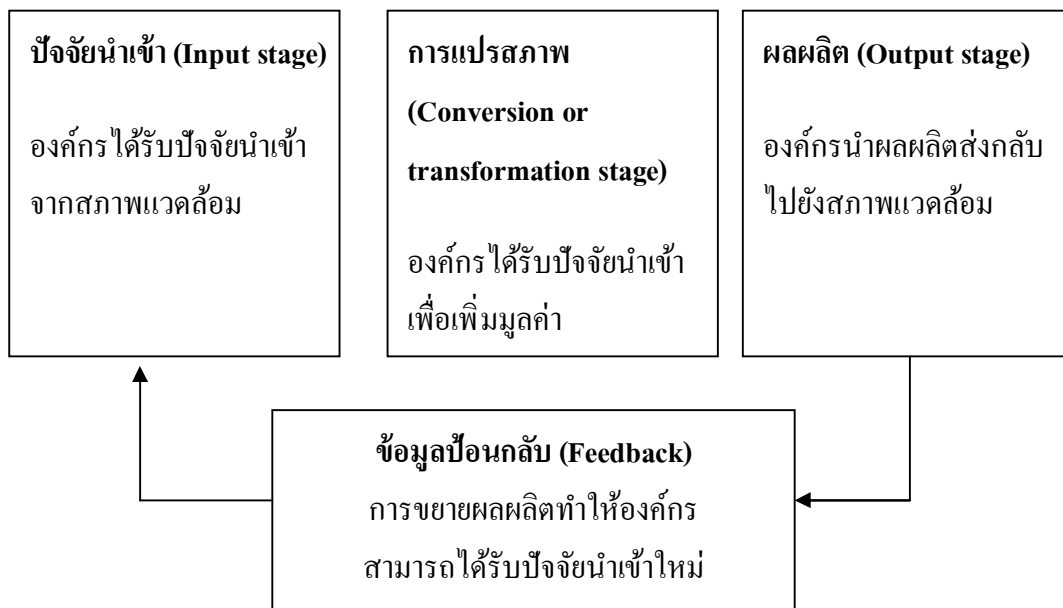 ปัจจัยนำเข้า (Input stage)
องค์กรได้รับปัจจัยนำเข้า
จากสภาพแวดล้อม
การแปรสภาพ
(Conversion or
transformation stage)
องค์กรได้รับปัจจัยนำเข้า
เพื่อเพิ่มมูลค่า
ผลผลิต (Output stage)
องค์กรนำผลผลิตส่งกลับ
ไปยังสภาพแวดล้อม
ข้อมูลป้อนกลับ (Feedback)
การขยายผลผลิตทำให้องค์กร
สามารถได้รับปัจจัยนำเข้าใหม่